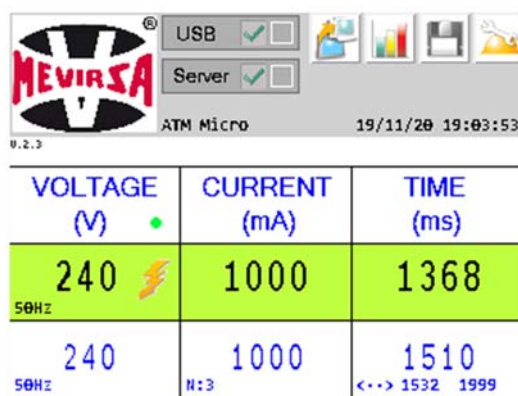 ®
USB
MEVIRSA
Server
ATM Micro 19/11/20 19:03:53
V.2.3
VOLTAGE CURRENT TIME
(V) (mA) (ms)
240 1000 1368
50HZ
240 1000 1510
50HZ N:3 <··> 1532 1999